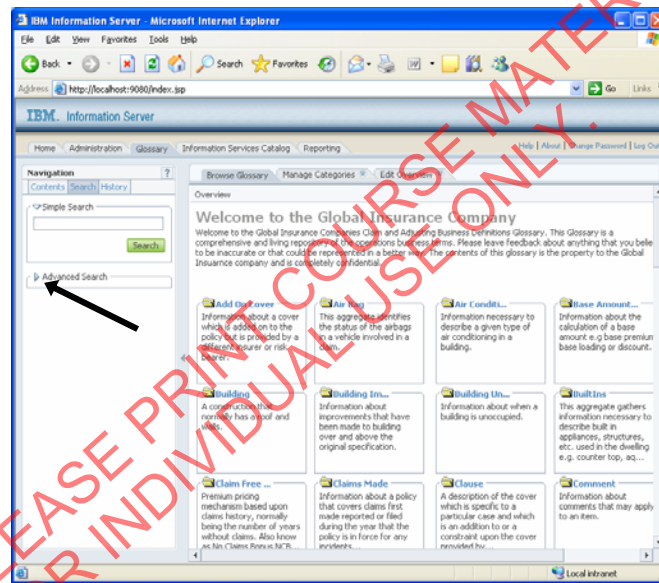 IBM Information Server - Microsoft Internet Explorer
File Edit View Favorites Tools Help
Back Search Favorites
Address http://localhost:9080/index.jsp Go Links
IBM. Information Server
Home Administration Glossary Information Services Catalog Reporting Help | About | Change Password | Log Out
Navigation ?
Contents Search History
Simple Search
Search
Advanced Search
Browse Glossary Manage Categories Edit Overview
Overview
Welcome to the Global Insurance Company
Welcome to the Global Insurance Companies Claim and Adjusting Business Definitions Glossary. This Glossary is a
comprehensive and living repository of the operations business terms. Please leave feedback about anything that you belie
to be inaccurate or that could be represented in a better way. The contents of this glossary is the property to the Global
Insuarnce company and is completely confidential.
Add On Cover
Information about a cover
which is added on to the
policy but is provided by a
different insurer or risk
bearer.
Air Bag
This aggregate identifies
the status of the airbags
in a vehicle involved in a
claim.
Air Conditi...
Information necessary to
describe a given type of
air conditioning in a
building.
Base Amount...
Information about the
calculation of a base
amount e.g base premium
base loading or discount.
Building
A construction that
normally has a roof and
walls.
Building Im...
Information about
improvements that have
been made to building
over and above the
original specification.
Building Un...
Information about when a
building is unoccupied.
BuiltIns
This aggregate gathers
information necessary to
describe built in
appliances, structures,
etc. used in the dwelling
e.g. counter top, aq...
Claim Free ...
Premium pricing
mechanism based upon
claims history, normally
being the number of years
without claims. Also know
as No Claims Bonus NCB
Claims Made
Information about a policy
that covers claims first
made reported or filed
during the year that the
policy is in force for any
incidents
Clause
A description of the cover
which is specific to a
particular case and which
is an addition to or a
constraint upon the cover
provided by
Comment
Information about
comments that may apply
to an item.
Local intranet
EASE PRINT COURSE MATER
OR INDIVIDUAL USE ONLY.